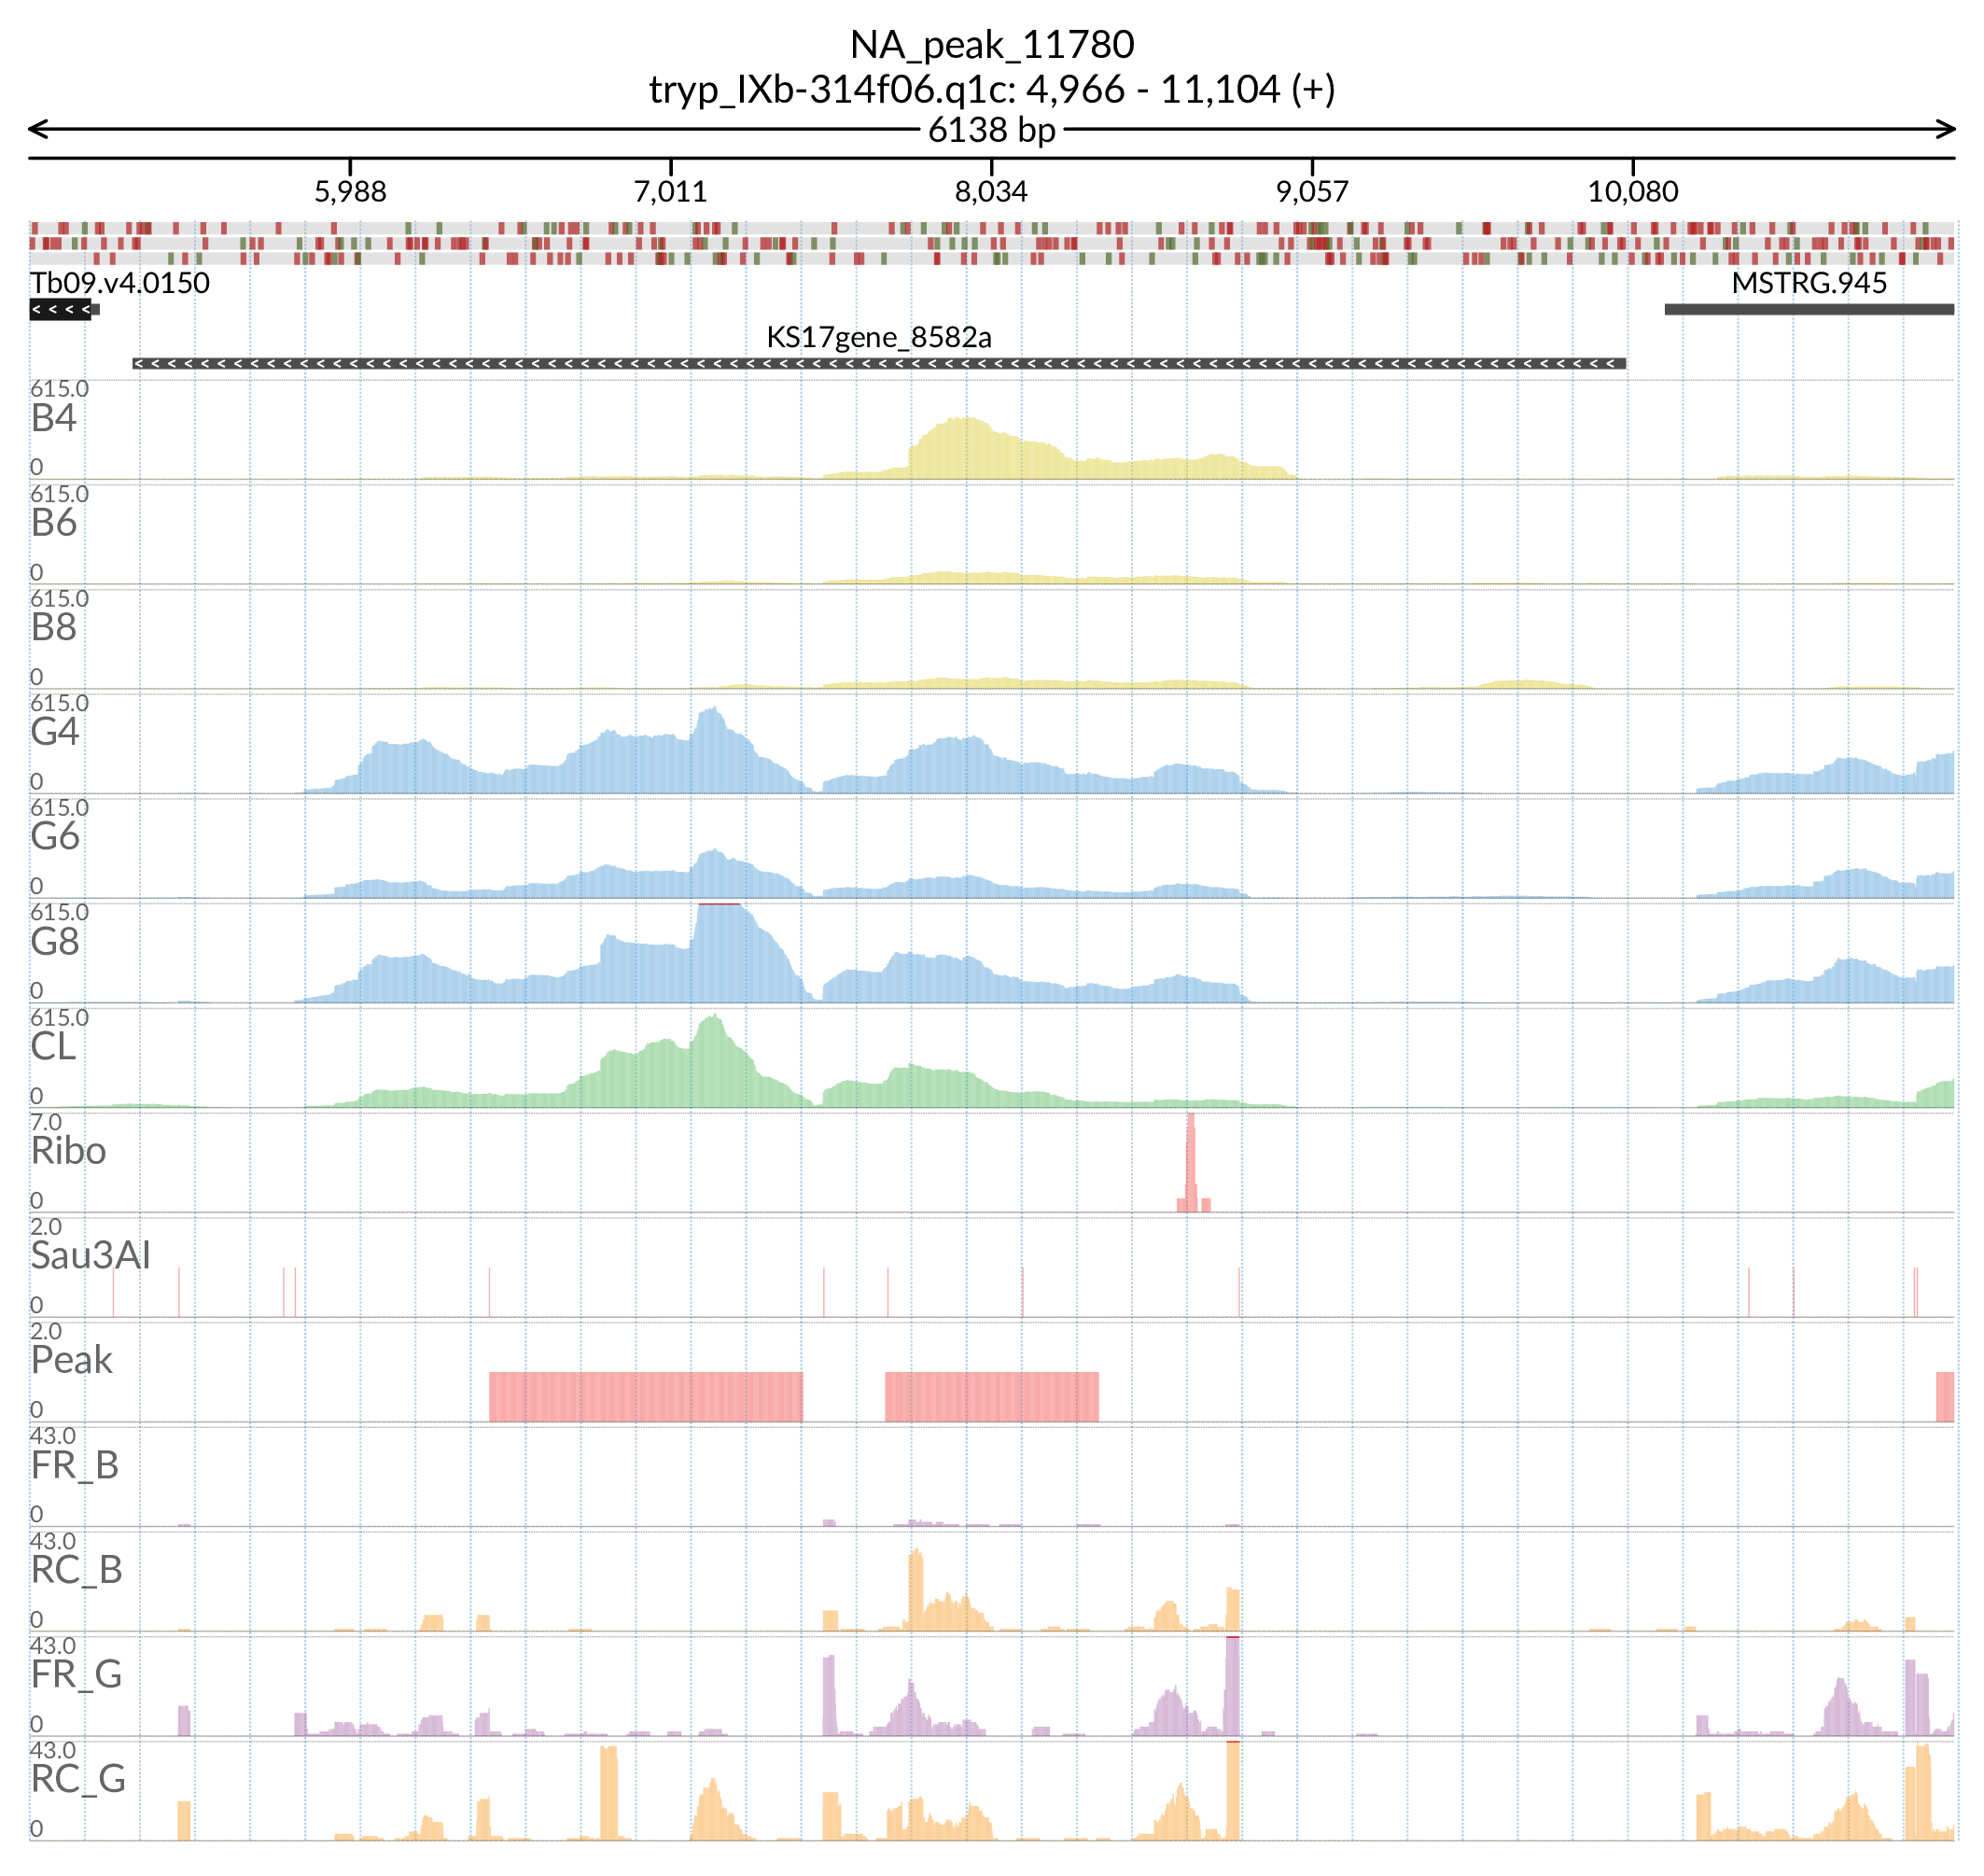 NA_peak_11780
tryp_IXb-314f06.q1c: 4,966 - 11,104 (+)
6138 bp
5,988 7,011 8,034 9,057 10,080
Tb09.v4.0150 MSTRG.945
KS17gene_8582a
615.0
B4
0
615.0
B6
0
615.0
B8
0
615.0
G4
0
615.0
G6
0
615.0
G8
0
615.0
CL
0
7.0
Ribo
0
2.0
Sau3AI
0
2.0
Peak
0
43.0
FR_B
0
43.0
RC_B
0
43.0
FR_G
0
43.0
RC_G
0